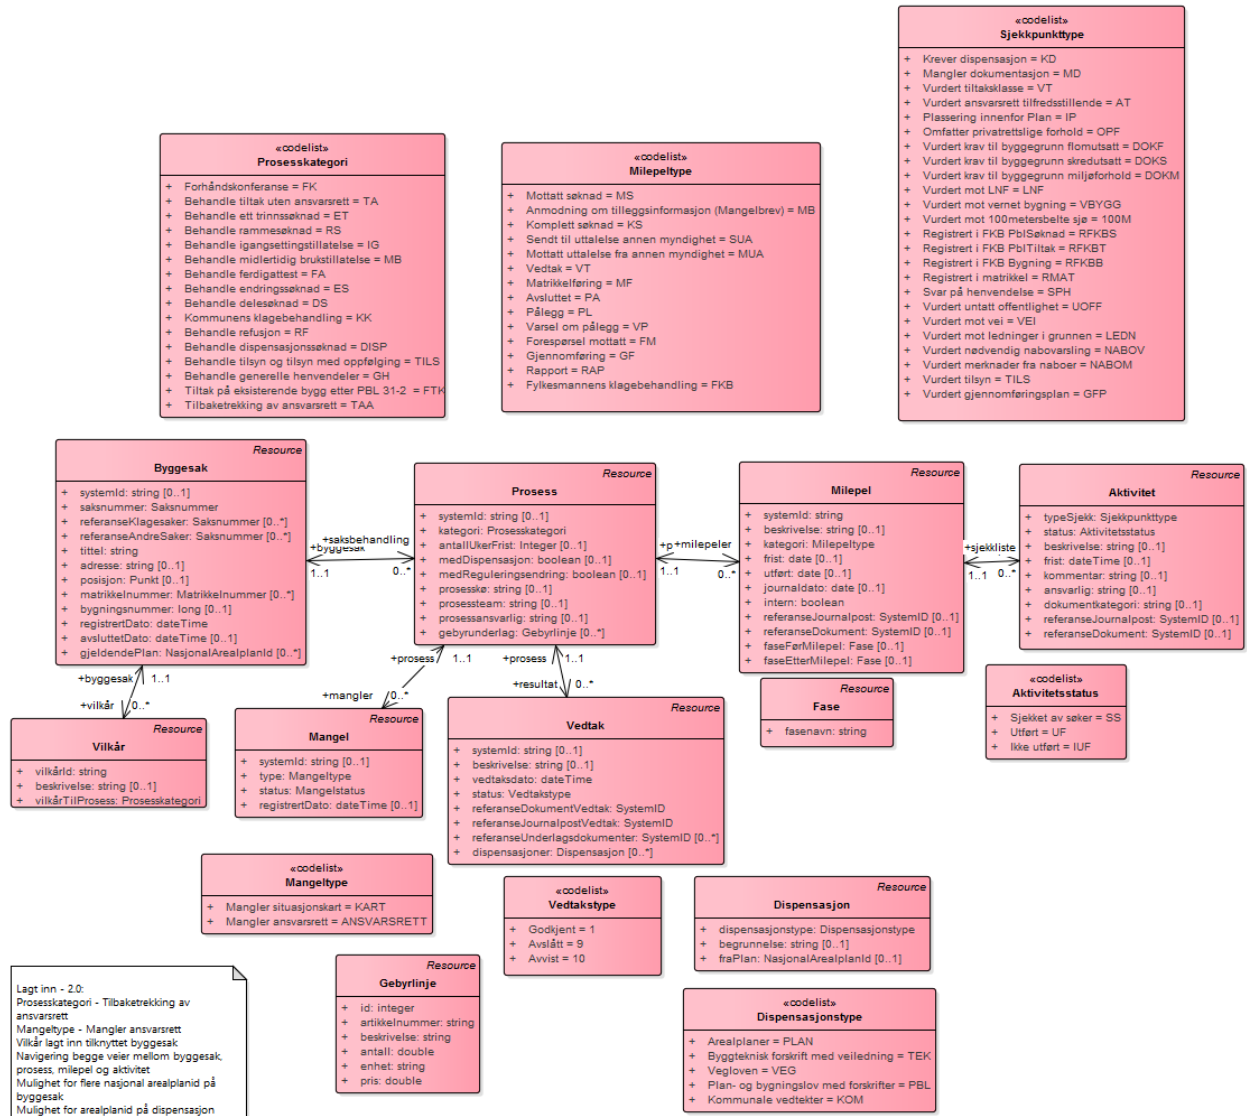 «codelist»
Sjekkpunkttype
+ Krever dispensasjon = KD
+ Mangler dokumentasjon = MD
+ Vurdert tiltaksklasse = VT
+ Vurdert ansvarsrett tilfredsstillende = AT
+ Plassering innenfor Plan = IP
+ Omfatter privatrettslige forhold = OPF
+ Vurdert krav til byggegrunn flomutsatt = DOKF
+ Vurdert krav til byggegrunn skredutsatt = DOKS
+ Vurdert krav til byggegrunn miljøforhold = DOKM
+ Vurdert mot LNF = LNF
+ Vurdert mot vernet bygning = VBYGG
+ Vurdert mot 100metersbelte sjø = 100M
+ Registrert i FKB PblSøknad = RFKBS
+ Registrert i FKB PblTiltak = RFKBT
+ Registrert i FKB Bygning = RFKBB
+ Registrert i matrikkel = RMAT
+ Svar på henvendelse = SPH
+ Vurdert untatt offentlighet = UOFF
+ Vurdert mot vei = VEI
+ Vurdert mot ledninger i grunnen = LEDN
+ Vurdert nødvendig nabovarsling = NABOV
+ Vurdert merknader fra naboer = NABOM
+ Vurdert tilsyn = TILS
+ Vurdert gjennomføringsplan = GFP
«codelist»
Prosesskategori
+ Forhåndskonferanse = FK
+ Behandle tiltak uten ansvarsrett = TA
+ Behandle ett trinnssøknad = ET
+ Behandle rammesøknad = RS
+ Behandle igangsettingstillatelse = IG
+ Behandle midlertidig brukstillatelse = MB
+ Behandle ferdigattest = FA
+ Behandle endringssøknad = ES
+ Behandle delesøknad = DS
+ Kommunens klagebehandling = KK
+ Behandle refusjon = RF
+ Behandle dispensasjonssøknad = DISP
+ Behandle tilsyn og tilsyn med oppfølging = TILS
+ Behandle generelle henvendeler = GH
+ Tiltak på eksisterende bygg etter PBL 31-2 = FTK
+ Tilbaketrekking av ansvarsrett = TAA
«codelist»
Milepeltype
+ Mottatt søknad = MS
+ Anmodning om tilleggsinformasjon (Mangelbrev) = MB
+ Komplett søknad = KS
+ Sendt til uttalelse annen myndighet = SUA
+ Mottatt uttalelse fra annen myndighet = MUA
+ Vedtak = VT
+ Matrikkelføring = MF
+ Avsluttet = PA
+ Pålegg = PL
+ Varsel om pålegg = VP
+ Forespørsel mottatt = FM
+ Gjennomføring = GF
+ Rapport = RAP
+ Fylkesmannens klagebehandling = FKB
Resource
Byggesak
+ systemId: string [0..1]
+ saksnummer: Saksnummer
+ referanseKlagesaker: Saksnummer [0..*]
+ referanseAndreSaker: Saksnummer [0..*]
+ tittel: string
+ adresse: string [0..1]
+ posisjon: Punkt [0..1]
+ matrikkelnummer: Matrikkelnummer [0..*]
+ bygningsnummer: long [0..1]
+ registrertDato: dateTime
+ avsluttetDato: dateTime [0..1]
+ gjeldendePlan: NasjonalArealplanId [0..*]
+saksbehandling
+byggesak
1..1
0..*
Resource
Prosess
+ systemId: string [0..1]
+ kategori: Prosesskategori
+ antallUkerFrist: Integer [0..1]
+ medDispensasjon: boolean [0..1]
+ medReguleringsendring: boolean [0..1]
+ prosesskø: string [0..1]
+ prosessteam: string [0..1]
+ prosessansvarlig: string [0..1]
+ gebyrunderlag: Gebyrlinje [0..*]
+p
+milepeler
1..1
0..*
Resource
Milepel
+ systemId: string
+ beskrivelse: string [0..1]
+ kategori: Milepeltype
+ frist: date [0..1]
+ utført: date [0..1]
+ journaldato: date [0..1]
+ intern: boolean
+ referanseJournalpost: SystemID [0..1]
+ referanseDokument: SystemID [0..1]
+ faseFørMilepel: Fase [0..1]
+ faseEtterMilepel: Fase [0..1]
+sjekkliste
1..1
0..*
Resource
Aktivitet
+ typeSjekk: Sjekkpunkttype
+ status: Aktivitetsstatus
+ beskrivelse: string [0..1]
+ frist: dateTime [0..1]
+ kommentar: string [0..1]
+ ansvarlig: string [0..1]
+ dokumentkategori: string [0..1]
+ referanseJournalpost: SystemID [0..1]
+ referanseDokument: SystemID [0..1]
+byggesak
1..1
+vilkår
0..*
+prosess
1..1
+mangler
0..*
+prosess
1..1
+resultat
0..*
Resource
Vilkår
+ vilkårId: string
+ beskrivelse: string [0..1]
+ vilkårTilProsess: Prosesskategori
Resource
Mangel
+ systemId: string [0..1]
+ type: Mangeltype
+ status: Mangelstatus
+ registrertDato: dateTime [0..1]
Resource
Vedtak
+ systemId: string [0..1]
+ beskrivelse: string [0..1]
+ vedtaksdato: dateTime
+ status: Vedtakstype
+ referanseDokumentVedtak: SystemID
+ referanseJournalpostVedtak: SystemID
+ referanseUnderlagsdokumenter: SystemID [0..*]
+ dispensasjoner: Dispensasjon [0..*]
Resource
Fase
+ fasenavn: string
«codelist»
Aktivitetsstatus
+ Sjekket av søker = SS
+ Utført = UF
+ Ikke utført = IUF
«codelist»
Mangeltype
+ Mangler situasjonskart = KART
+ Mangler ansvarsrett = ANSVARSRETT
«codelist»
Vedtakstype
+ Godkjent = 1
+ Avslått = 9
+ Avvist = 10
Resource
Dispensasjon
+ dispensasjonstype: Dispensasjonstype
+ begrunnelse: string [0..1]
+ fraPlan: NasjonalArealplanId [0..1]
Resource
Gebyrlinje
+ id: integer
+ artikkelnummer: string
+ beskrivelse: string
+ antall: double
+ enhet: string
+ pris: double
«codelist»
Dispensasjonstype
+ Arealplaner = PLAN
+ Byggteknisk forskrift med veiledning = TEK
+ Vegloven = VEG
+ Plan- og bygningslov med forskrifter = PBL
+ Kommunale vedtekter = KOM
Lagt inn - 2.0:
Prosesskategori - Tilbaketrekking av
ansvarsrett
Mangeltype - Mangler ansvarsrett
Vilkår lagt inn tilknyttet byggesak
Navigering begge veier mellom byggesak,
prosess, milepel og aktivitet
Mulighet for flere nasjonal arealplanid på
byggesak
Mulighet for arealplanid på dispensasjon